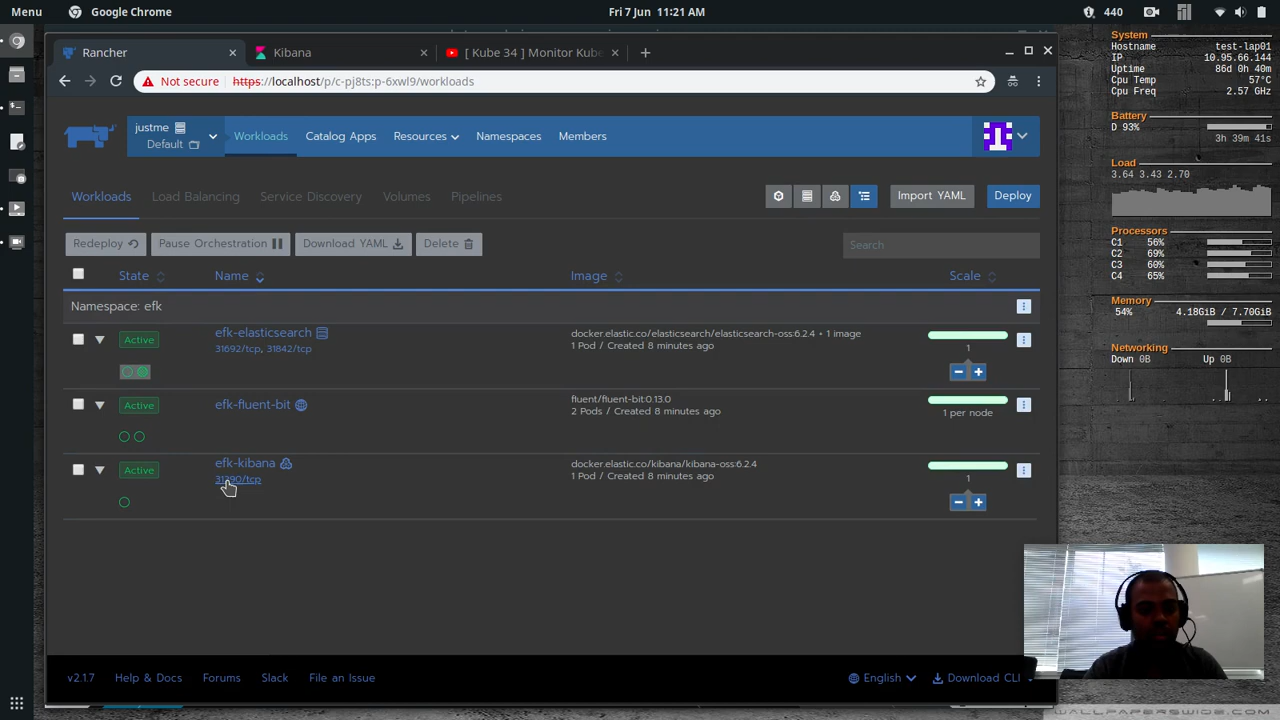 Menu
Google Chrome
Fri 7 Jun 11:21 AM
440
Rancher
Kibana
[ Kube 34 ] Monitor Kube
Not secure
https://localhost/p/c-pj8ts:p-6xwl9/workloads
justme
Default
Workloads
Catalog Apps
Resources
Namespaces
Members
Workloads
Load Balancing
Service Discovery
Volumes
Pipelines
Import YAML
Deploy
Redeploy
Pause Orchestration
Download YAML
Delete
Search
State
Name
Image
Scale
Namespace: efk
Active
efk-elasticsearch
31692/tcp, 31842/tcp
docker.elastic.co/elasticsearch/elasticsearch-oss:6.2.4 + 1 image
1 Pod / Created 8 minutes ago
1
Active
efk-fluent-bit
fluent/fluent-bit:0.13.0
2 Pods / Created 8 minutes ago
1 per node
Active
efk-kibana
docker.elastic.co/kibana/kibana-oss:6.2.4
1 Pod / Created 8 minutes ago
1
v2.1.7
Help & Docs
Forums
English
Download CLI
System
Hostname test-lap01
IP 10.95.66.144
Uptime 86d 0h 40m
Cpu Temp 57°C
Cpu Freq 2.57 GHz
Battery
D 93%
3h 39m 41s
Load
3.64 3.43 2.70
Processors
C1 56%
C2 69%
C3 60%
C4 65%
Memory
54% 4.18GiB / 7.70GiB
Networking
Down 0B Up 0B
WALLPAPERSWIDE.COM